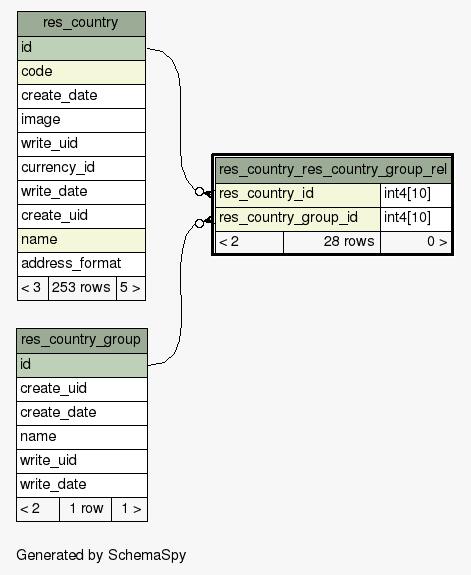 res_country
id
code
create_date
image
write_uid
currency_id
write_date
create_uid
name
address_format
< 3 253 rows 5 >
res_country_res_country_group_rel
res_country_id int4[10]
res_country_group_id int4[10]
< 2 28 rows 0 >
res_country_group
id
create_uid
create_date
name
write_uid
write_date
< 2 1 row 1 >
Generated by SchemaSpy